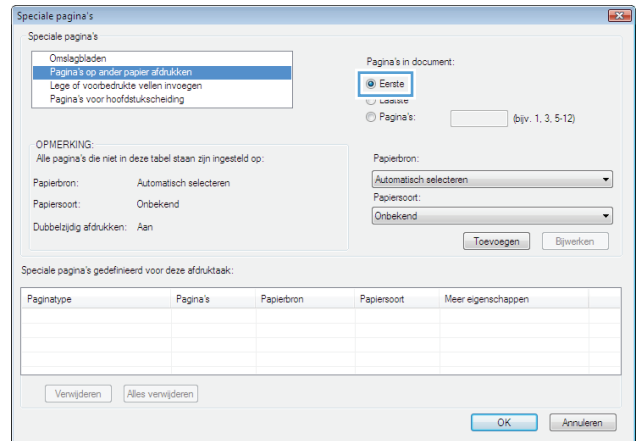 Speciale pagina's
Speciale pagina's
Omslagbladen
Pagina's op ander papier afdrukken
Lege of voorbedrukte vellen invoegen
Pagina's voor hoofdstukscheiding
Pagina's in document:
Eerste
Laatste
Pagina's: (bijv. 1, 3, 5-12)
OPMERKING:
Alle pagina's die niet in deze tabel staan zijn ingesteld op:
Papierbron: Automatisch selecteren
Papiersoort: Onbekend
Dubbelzijdig afdrukken: Aan
Papierbron:
Automatisch selecteren
Papiersoort:
Onbekend
Toevoegen Bijwerken
Speciale pagina's gedefinieerd voor deze afdruktaak:
Paginatype Pagina's Papierbron Papiersoort Meer eigenschappen
Verwijderen Alles verwijderen
OK Annuleren